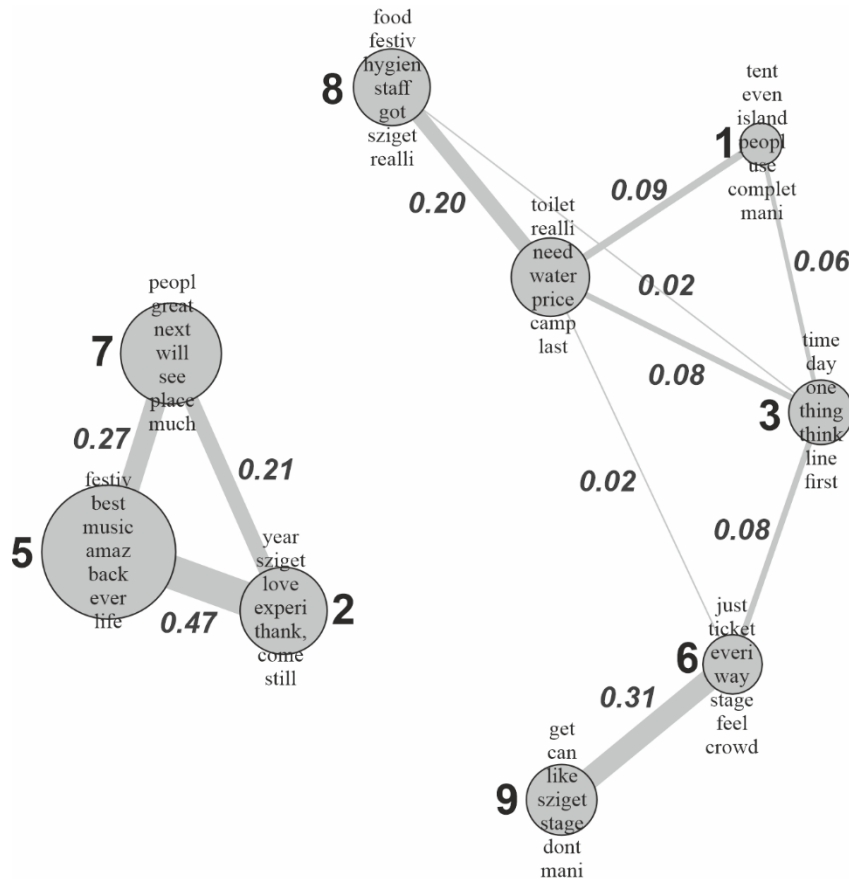 food
festiv
hygien
staff
got
sziget
realli
8
tent
even
island
peopl
use
complet
mani
1
0.20
0.09
toilet
realli
need
water
price
camp
last
0.02
0.06
0.08
time
day
one
thing
think
line
first
3
peopl
great
next
will
see
place
much
7
0.27
0.21
0.02
0.08
festiv
best
music
amaz
back
ever
life
5
0.47
year
sziget
love
experi
thank,
come
still
2
just
ticket
everi
way
stage
feel
crowd
6
0.31
get
can
like
sziget
stage
dont
mani
9